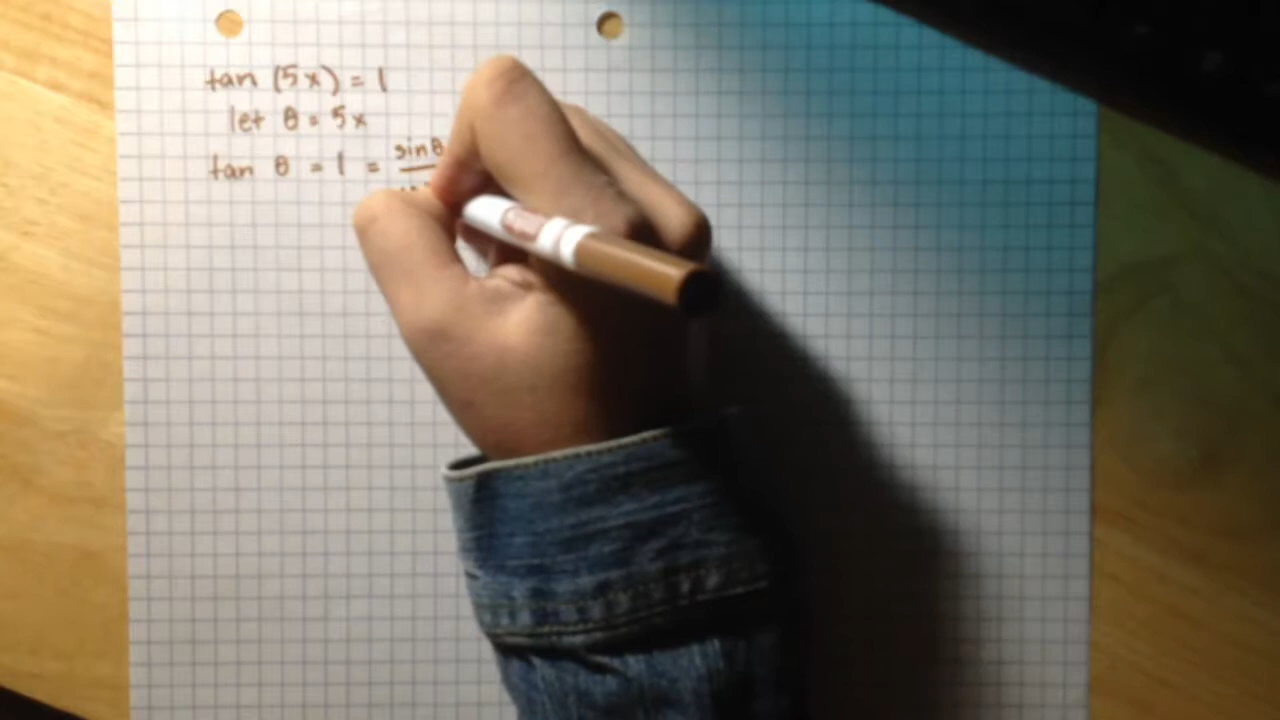 tan (5x) = 1
let θ = 5x
tan θ = 1 = sinθ